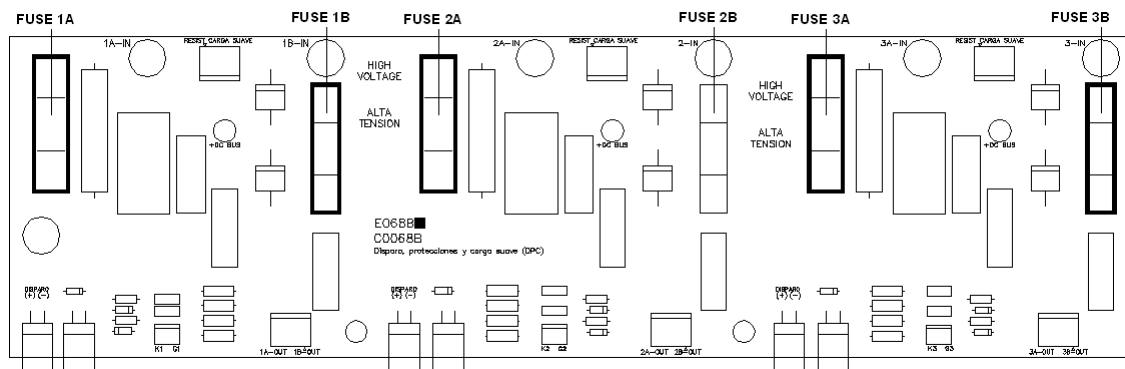 FUSE 1A FUSE 1B FUSE 2A FUSE 2B FUSE 3A FUSE 3B
1A-IN RESIST CARGA SUAVE 1B-IN 2A-IN RESIST CARGA SUAVE 2-IN 3A-IN RESIST CARGA SUAVE 3-IN
HIGH
VOLTAGE
ALTA
TENSION
HIGH
VOLTAGE
ALTA
TENSION
+DC BUS +DC BUS +DC BUS
E068B
C0068B
Disparo, protecciones y carga suave (DPC)
DISPARO
(+) (-)
DISPARO
(+) (-)
DISPARO
(+) (-)
K1 G1 K2 G2 K3 G3
1A-OUT 1B-OUT 2A-OUT 2B-OUT 3A-OUT 3B-OUT